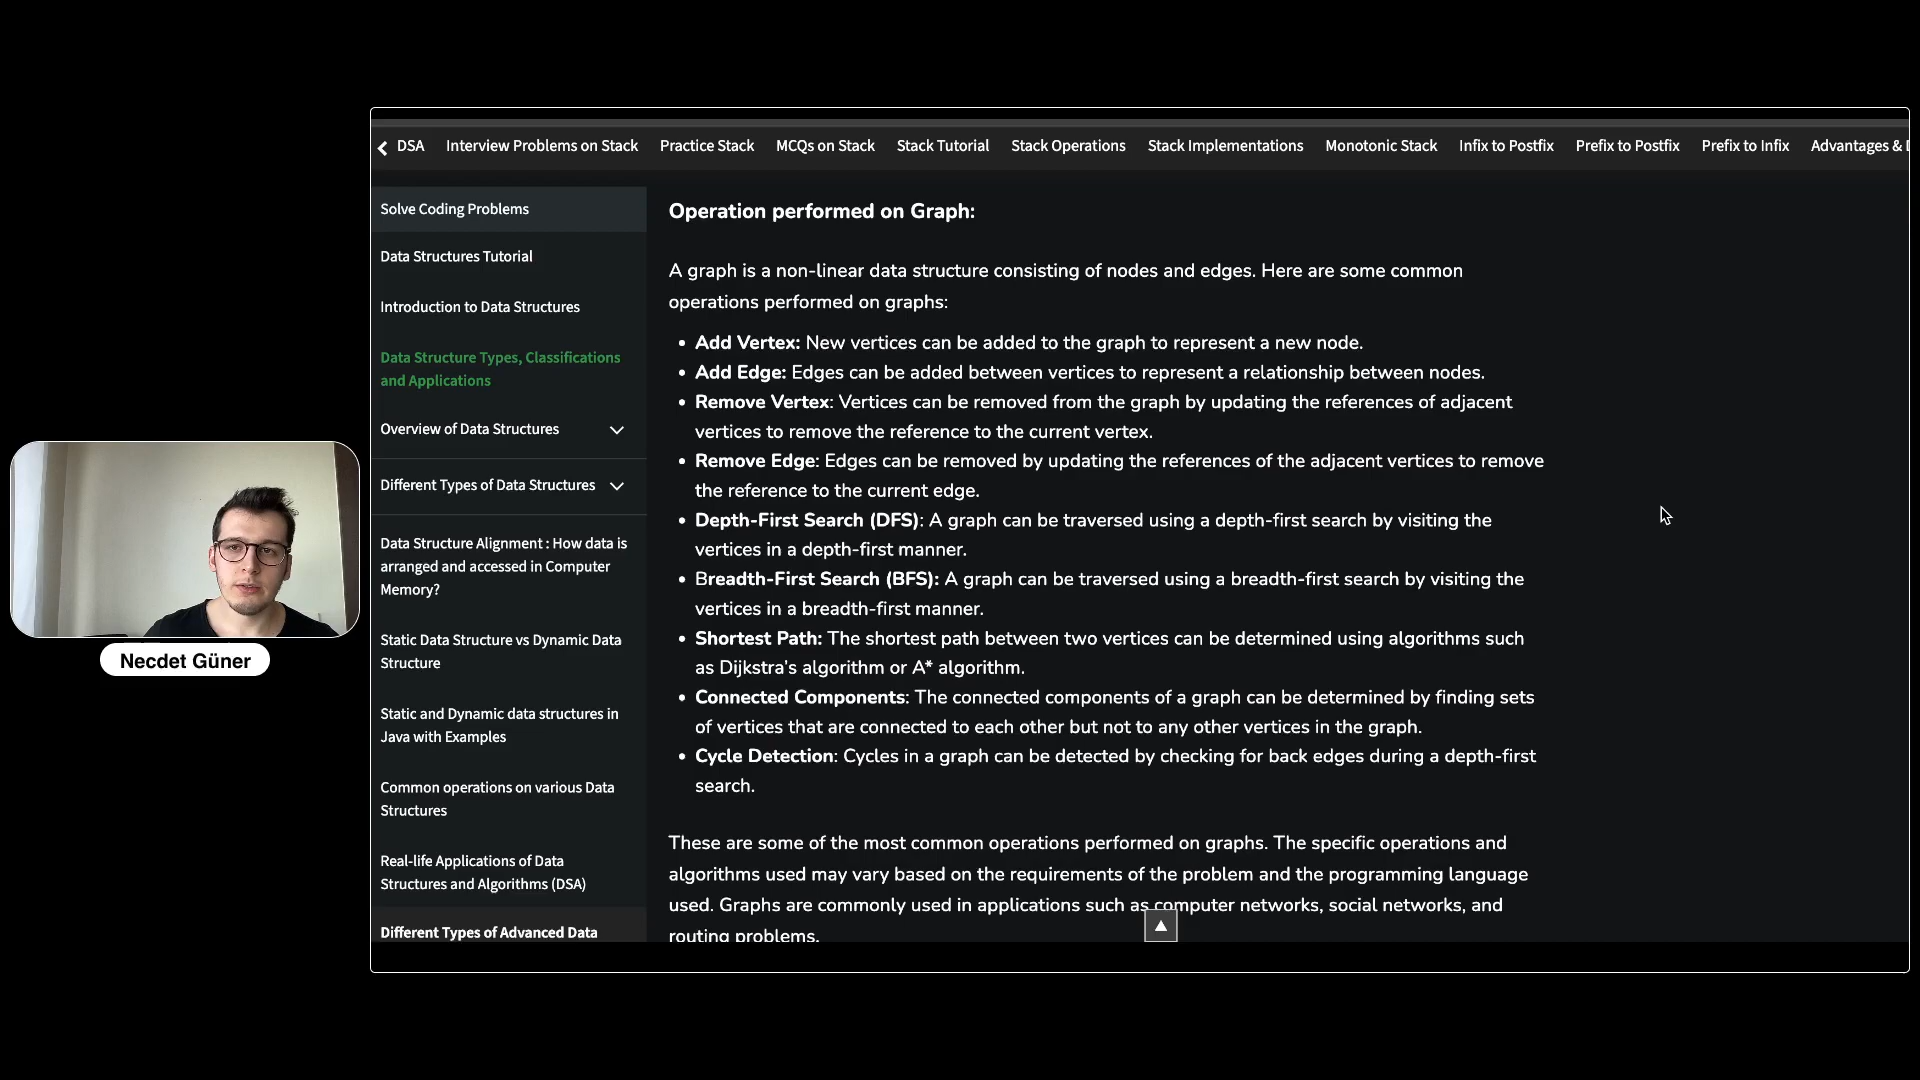 DSA Interview Problems on Stack Practice Stack MCQs on Stack Stack Tutorial Stack Operations Stack Implementations Monotonic Stack Infix to Postfix Prefix to Postfix Prefix to Infix Advantages &
Solve Coding Problems
Data Structures Tutorial
Introduction to Data Structures
Data Structure Types, Classifications
and Applications
Overview of Data Structures
Different Types of Data Structures
Data Structure Alignment : How data is
arranged and accessed in Computer
Memory?
Static Data Structure vs Dynamic Data
Structure
Static and Dynamic data structures in
Java with Examples
Common operations on various Data
Structures
Real-life Applications of Data
Structures and Algorithms (DSA)
Different Types of Advanced Data
Operation performed on Graph:
A graph is a non-linear data structure consisting of nodes and edges. Here are some common
operations performed on graphs:
• Add Vertex: New vertices can be added to the graph to represent a new node.
• Add Edge: Edges can be added between vertices to represent a relationship between nodes.
• Remove Vertex: Vertices can be removed from the graph by updating the references of adjacent
vertices to remove the reference to the current vertex.
• Remove Edge: Edges can be removed by updating the references of the adjacent vertices to remove
the reference to the current edge.
• Depth-First Search (DFS): A graph can be traversed using a depth-first search by visiting the
vertices in a depth-first manner.
• Breadth-First Search (BFS): A graph can be traversed using a breadth-first search by visiting the
vertices in a breadth-first manner.
• Shortest Path: The shortest path between two vertices can be determined using algorithms such
as Dijkstra's algorithm or A* algorithm.
• Connected Components: The connected components of a graph can be determined by finding sets
of vertices that are connected to each other but not to any other vertices in the graph.
• Cycle Detection: Cycles in a graph can be detected by checking for back edges during a depth-first
search.
These are some of the most common operations performed on graphs. The specific operations and
algorithms used may vary based on the requirements of the problem and the programming language
used. Graphs are commonly used in applications such as computer networks, social networks, and
routing problems.
Necdet Güner